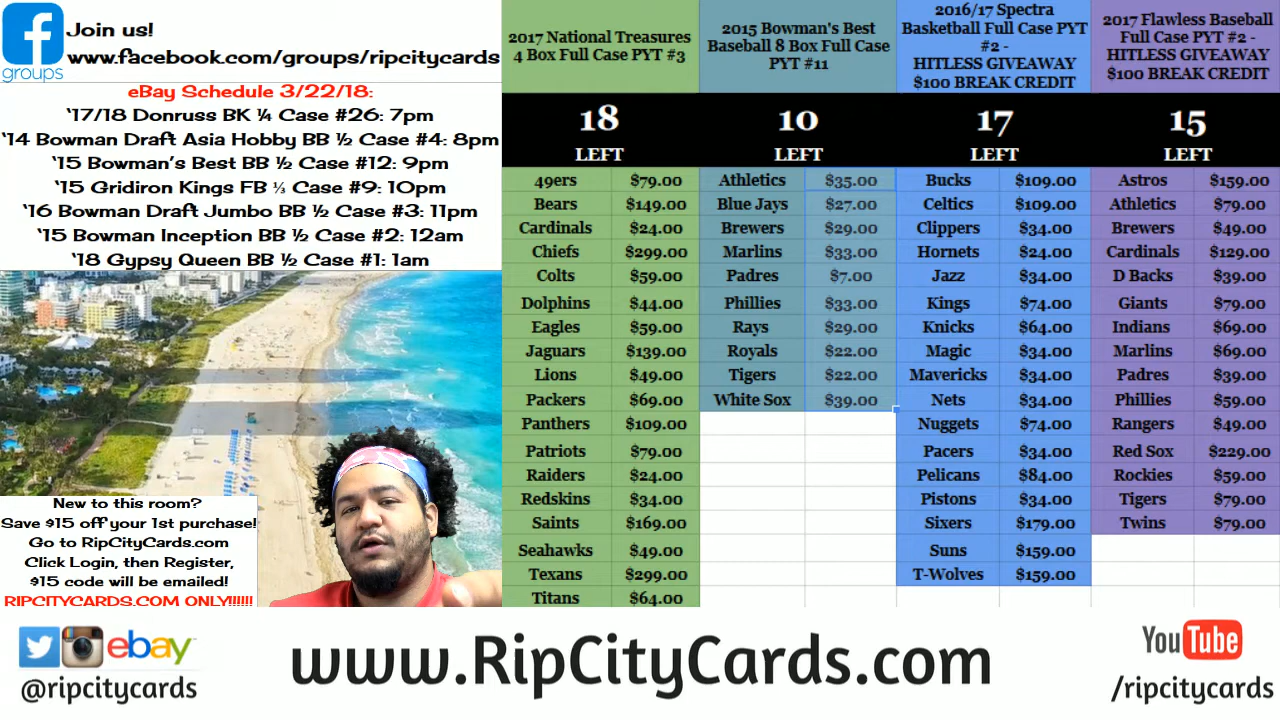 Join us!
www.facebook.com/groups/ripcitycards
groups
eBay Schedule 3/22/18:
‘17/18 Donruss BK ¼ Case #26: 7pm
‘14 Bowman Draft Asia Hobby BB ½ Case #4: 8pm
‘15 Bowman’s Best BB ½ Case #12: 9pm
‘15 Gridiron Kings FB ⅓ Case #9: 10pm
‘16 Bowman Draft Jumbo BB ½ Case #3: 11pm
‘15 Bowman Inception BB ½ Case #2: 12am
‘18 Gypsy Queen BB ½ Case #1: 1am
New to this room?
Save $15 off your 1st purchase!
Go to RipCityCards.com
Click Login, then Register,
$15 code will be emailed!
RIPCITYCARDS.COM ONLY!!!!!!
2017 National Treasures
4 Box Full Case PYT #3
18
LEFT
49ers $79.00
Bears $149.00
Cardinals $24.00
Chiefs $299.00
Colts $59.00
Dolphins $44.00
Eagles $59.00
Jaguars $139.00
Lions $49.00
Packers $69.00
Panthers $109.00
Patriots $79.00
Raiders $24.00
Redskins $34.00
Saints $169.00
Seahawks $49.00
Texans $299.00
Titans $64.00
2015 Bowman's Best
Baseball 8 Box Full Case
PYT #11
10
LEFT
Athletics $35.00
Blue Jays $27.00
Brewers $29.00
Marlins $33.00
Padres $7.00
Phillies $33.00
Rays $29.00
Royals $22.00
Tigers $22.00
White Sox $39.00
2016/17 Spectra
Basketball Full Case PYT
#2 -
HITLESS GIVEAWAY
$100 BREAK CREDIT
17
LEFT
Bucks $109.00
Celtics $109.00
Clippers $34.00
Hornets $24.00
Jazz $34.00
Kings $74.00
Knicks $64.00
Magic $34.00
Mavericks $34.00
Nets $34.00
Nuggets $74.00
Pacers $34.00
Pelicans $84.00
Pistons $34.00
Sixers $179.00
Suns $159.00
T-Wolves $159.00
2017 Flawless Baseball
Full Case PYT #2 -
HITLESS GIVEAWAY
$100 BREAK CREDIT
15
LEFT
Astros $159.00
Athletics $79.00
Brewers $49.00
Cardinals $129.00
D Backs $39.00
Giants $79.00
Indians $69.00
Marlins $69.00
Padres $39.00
Phillies $59.00
Rangers $49.00
Red Sox $229.00
Rockies $59.00
Tigers $79.00
Twins $79.00
ebay
@ripcitycards
www.RipCityCards.com
YouTube
/ripcitycards